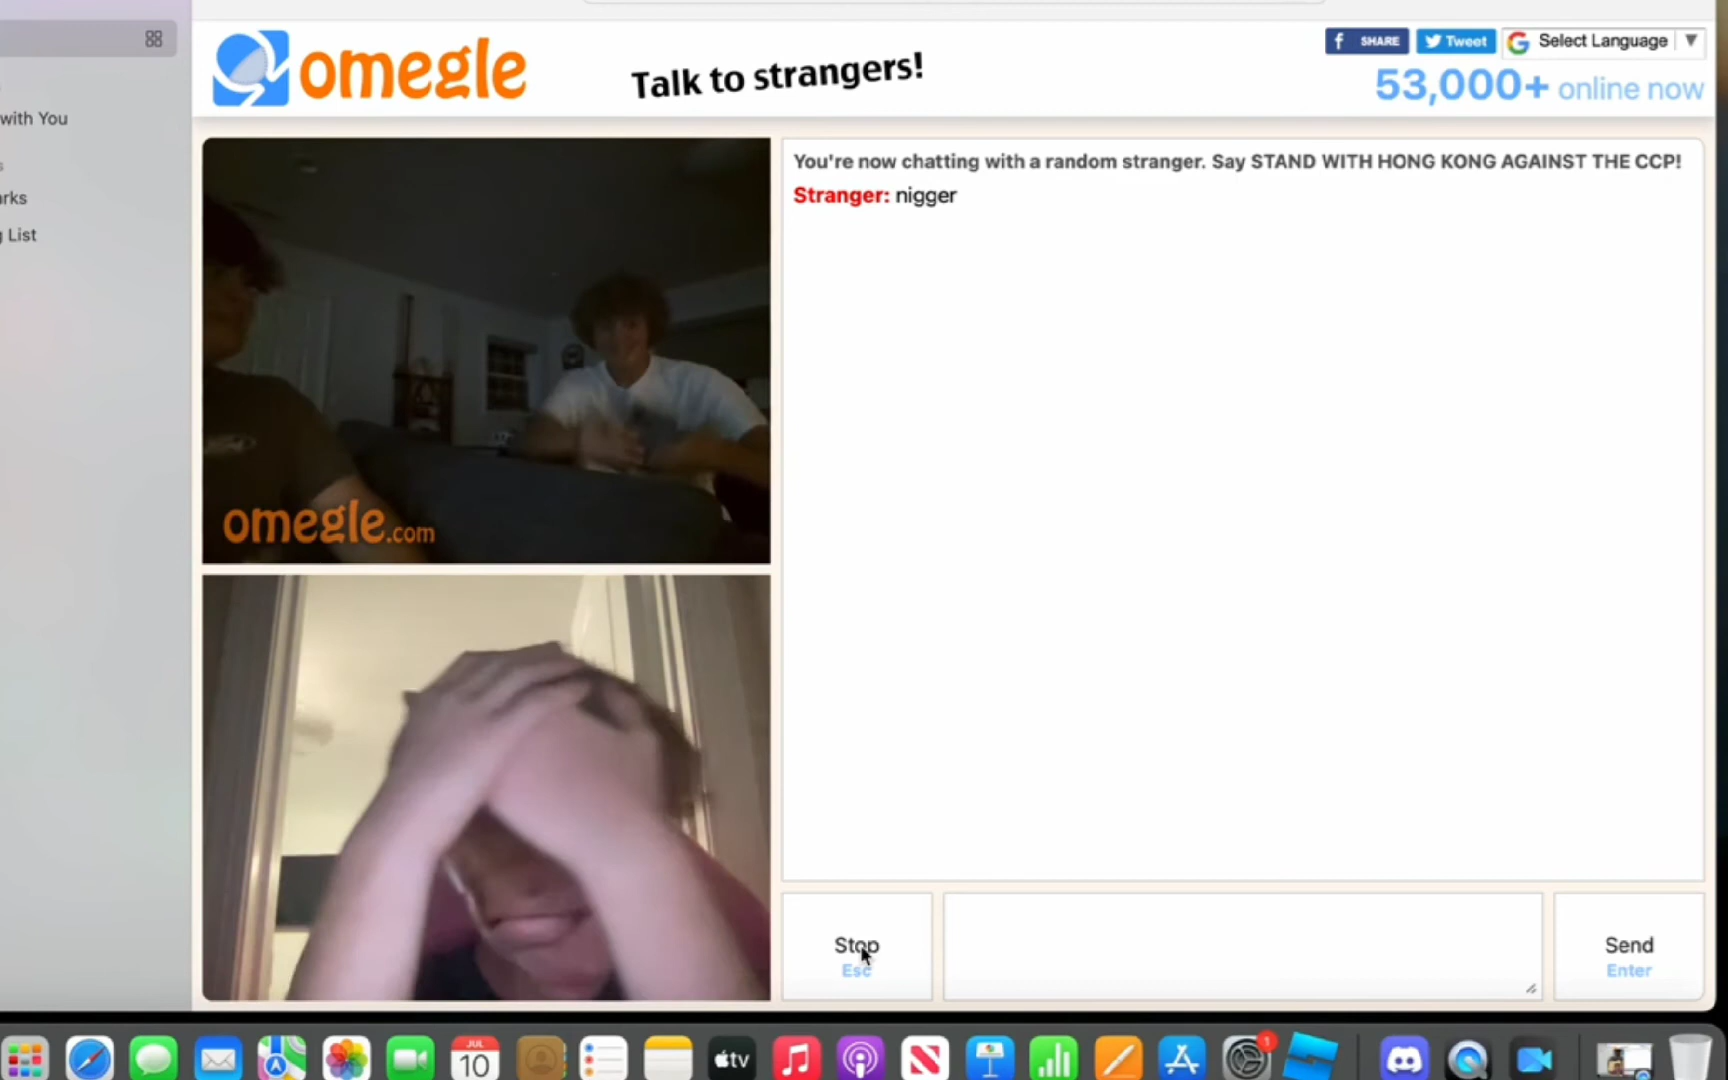 omegle
Talk to strangers!
f SHARE
Tweet
G Select Language ▼
53,000+ online now
with You
s
arks
g List
You're now chatting with a random stranger. Say STAND WITH HONG KONG AGAINST THE CCP!
Stranger: nigger
omegle.com
Stop
Esc
Send
Enter
JUL
10
tv
1